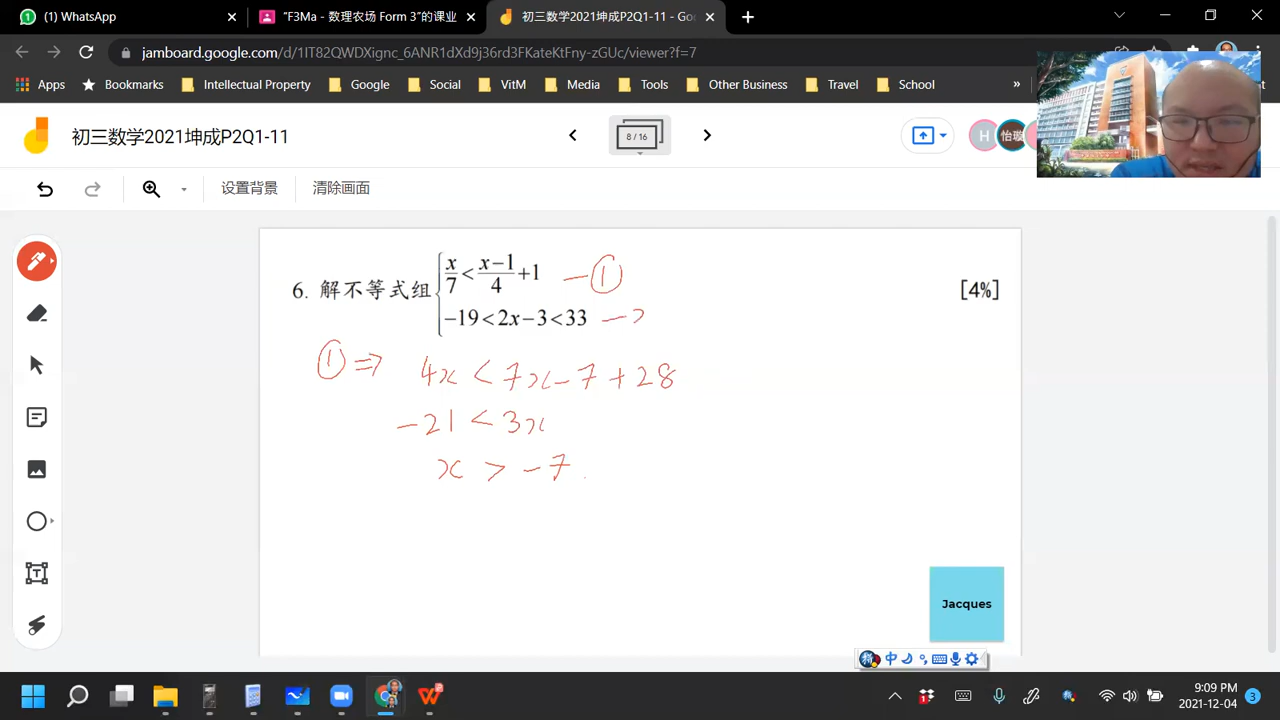 (1) WhatsApp
"F3Ma - 数理农场 Form 3"的课业
初三数学2021坤成P2Q1-11 - Go
jamboard.google.com/d/1IT82QWDXignc_6ANR1dXd9j36rd3FKateKtFny-zGUc/viewer?f=7
Apps Bookmarks Intellectual Property Google Social VitM Media Tools Other Business Travel School »
初三数学2021坤成P2Q1-11
8 / 16
H 怡璇
设置背景 清除画面
6. 解不等式组 { x/7 < (x-1)/4 + 1 — ①
-19 < 2x - 3 < 33 —
[4%]
① ⇒ 4x < 7x - 7 + 28
-21 < 3x
x > -7
Jacques
中
9:09 PM
2021-12-04
3